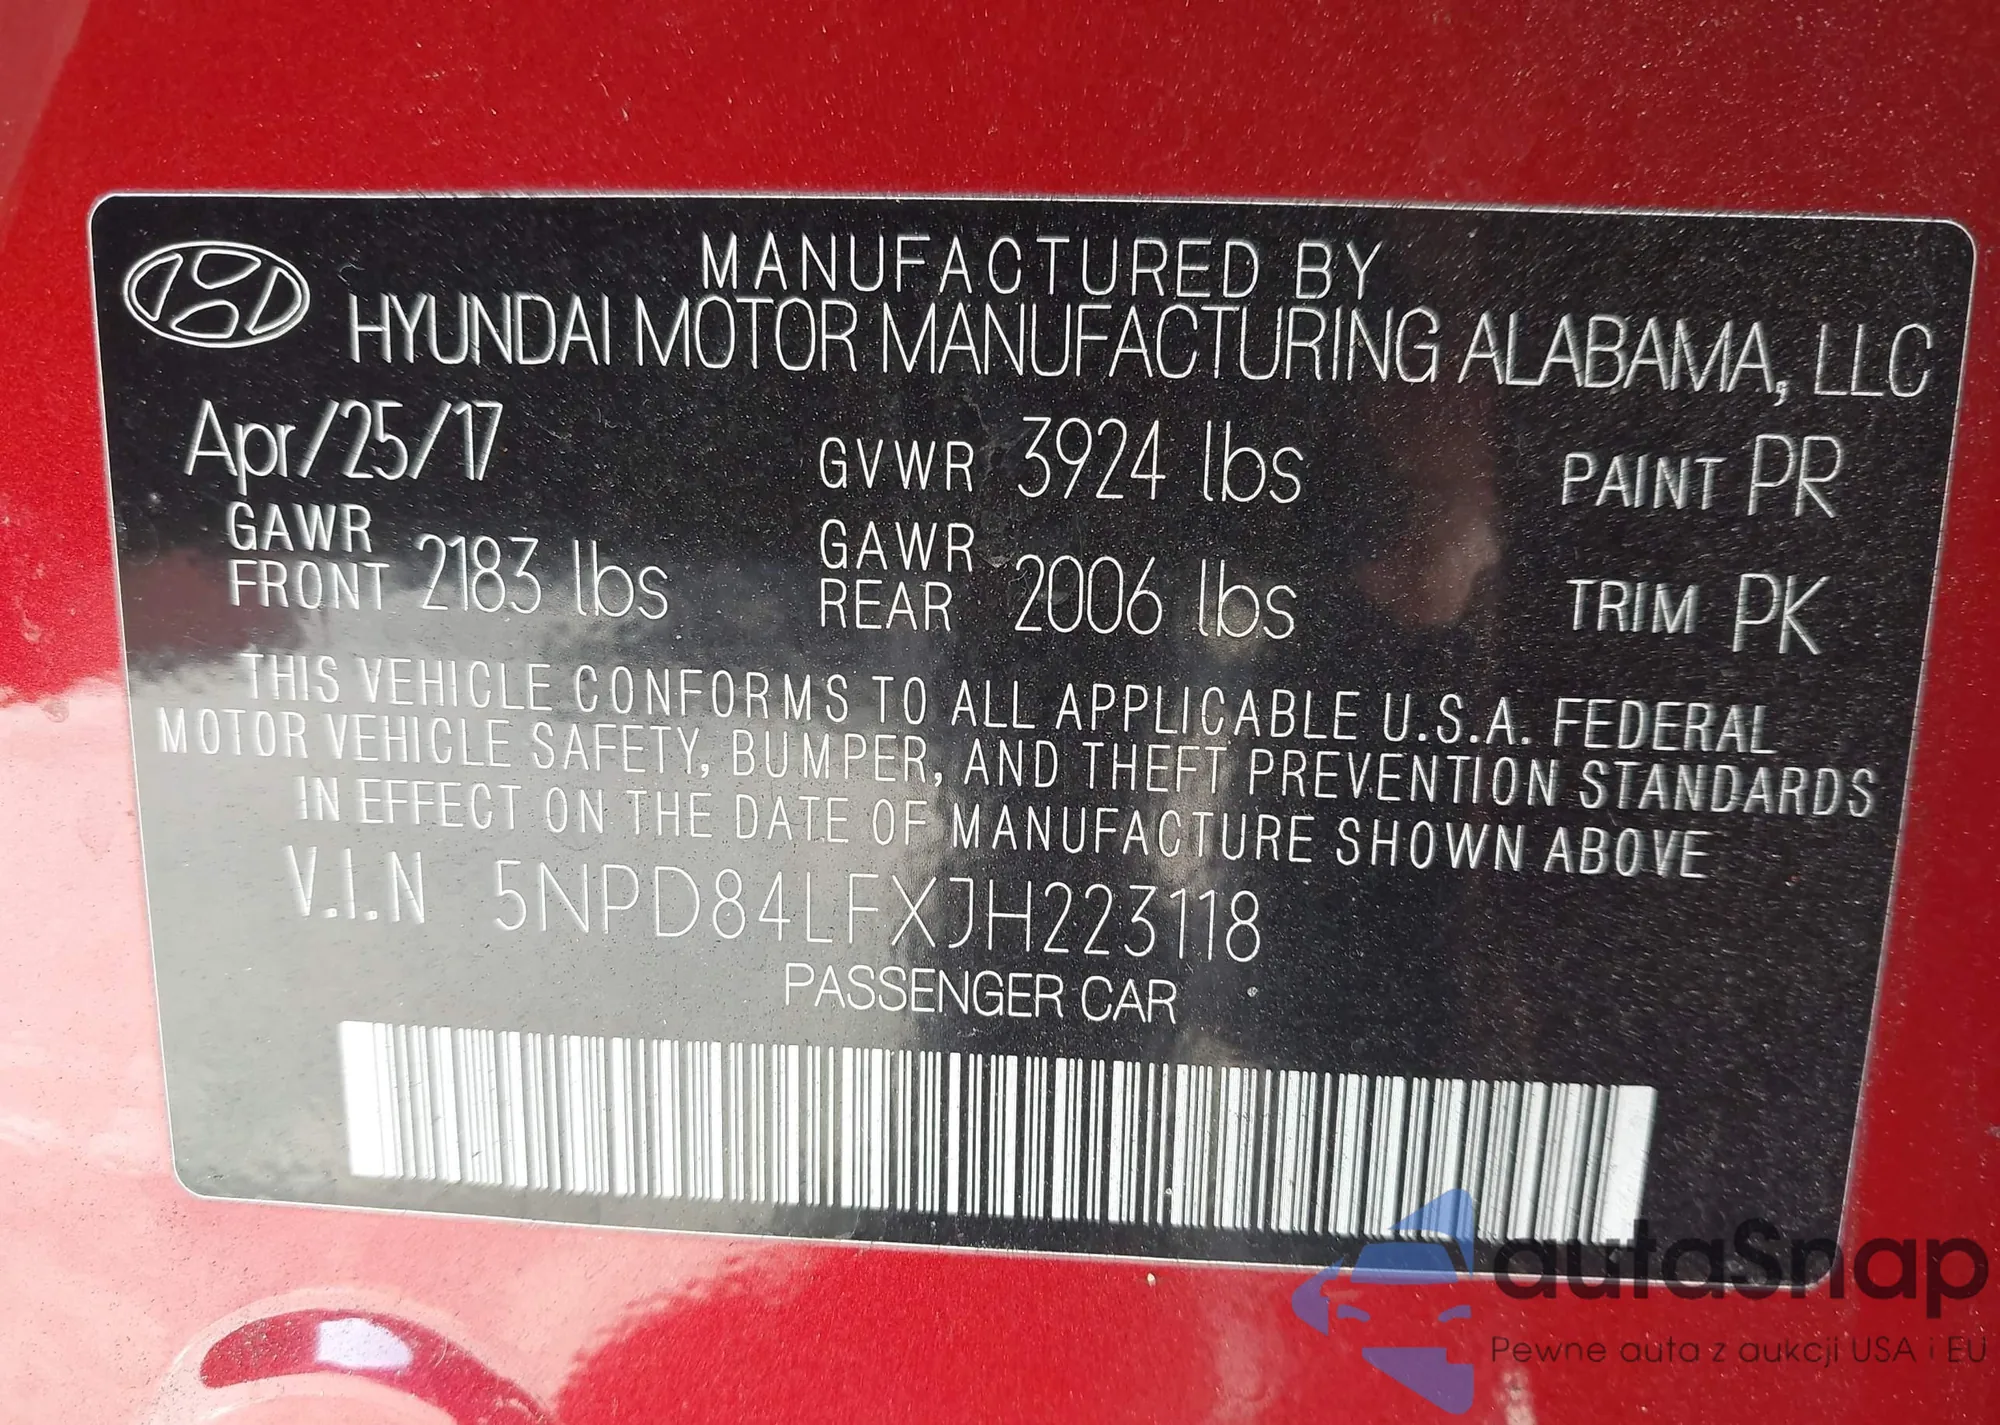 MANUFACTURED BY
HYUNDAI MOTOR MANUFACTURING ALABAMA, LLC
Apr/25/17 GVWR 3924 lbs PAINT PR
GAWR FRONT 2183 lbs GAWR REAR 2006 lbs TRIM PK
THIS VEHICLE CONFORMS TO ALL APPLICABLE U.S.A. FEDERAL
MOTOR VEHICLE SAFETY, BUMPER, AND THEFT PREVENTION STANDARDS
IN EFFECT ON THE DATE OF MANUFACTURE SHOWN ABOVE
V.I.N 5NPD84LFXJH223118
PASSENGER CAR
autaSnap
Pewne auta z aukcji USA i EU